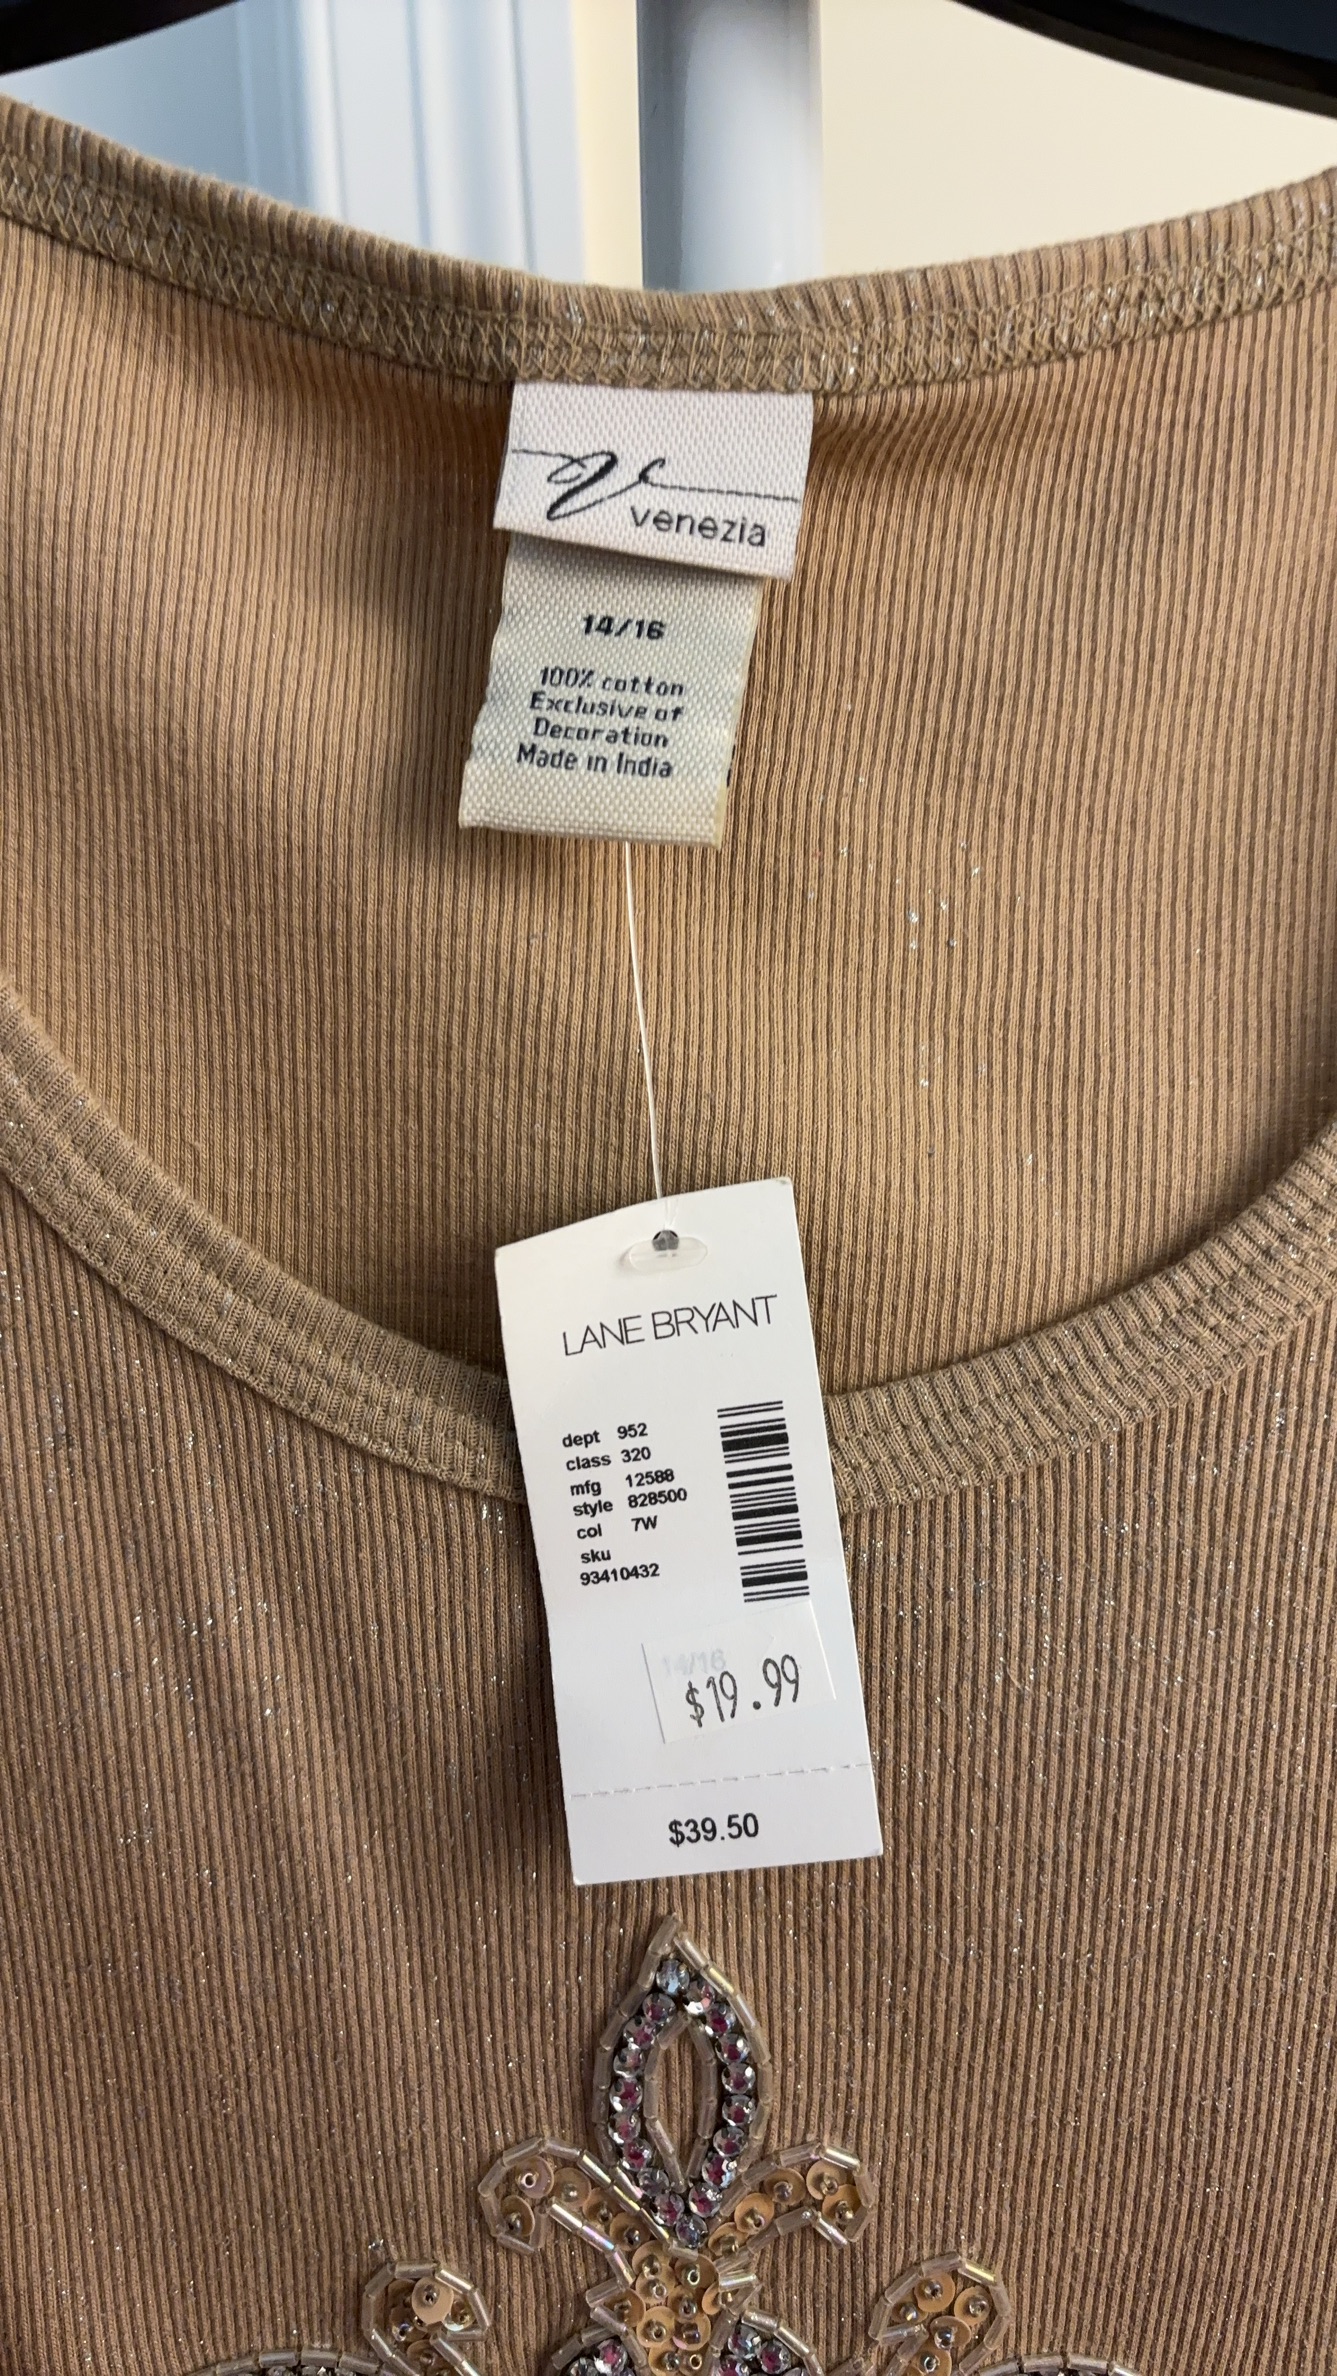 venezia
14/16
100% cotton
Exclusive of
Decoration
Made in India
LANE BRYANT
dept 952
class 320
mfg 12588
style 828500
col 7W
sku
93410432
14/16
$19.99
$39.50